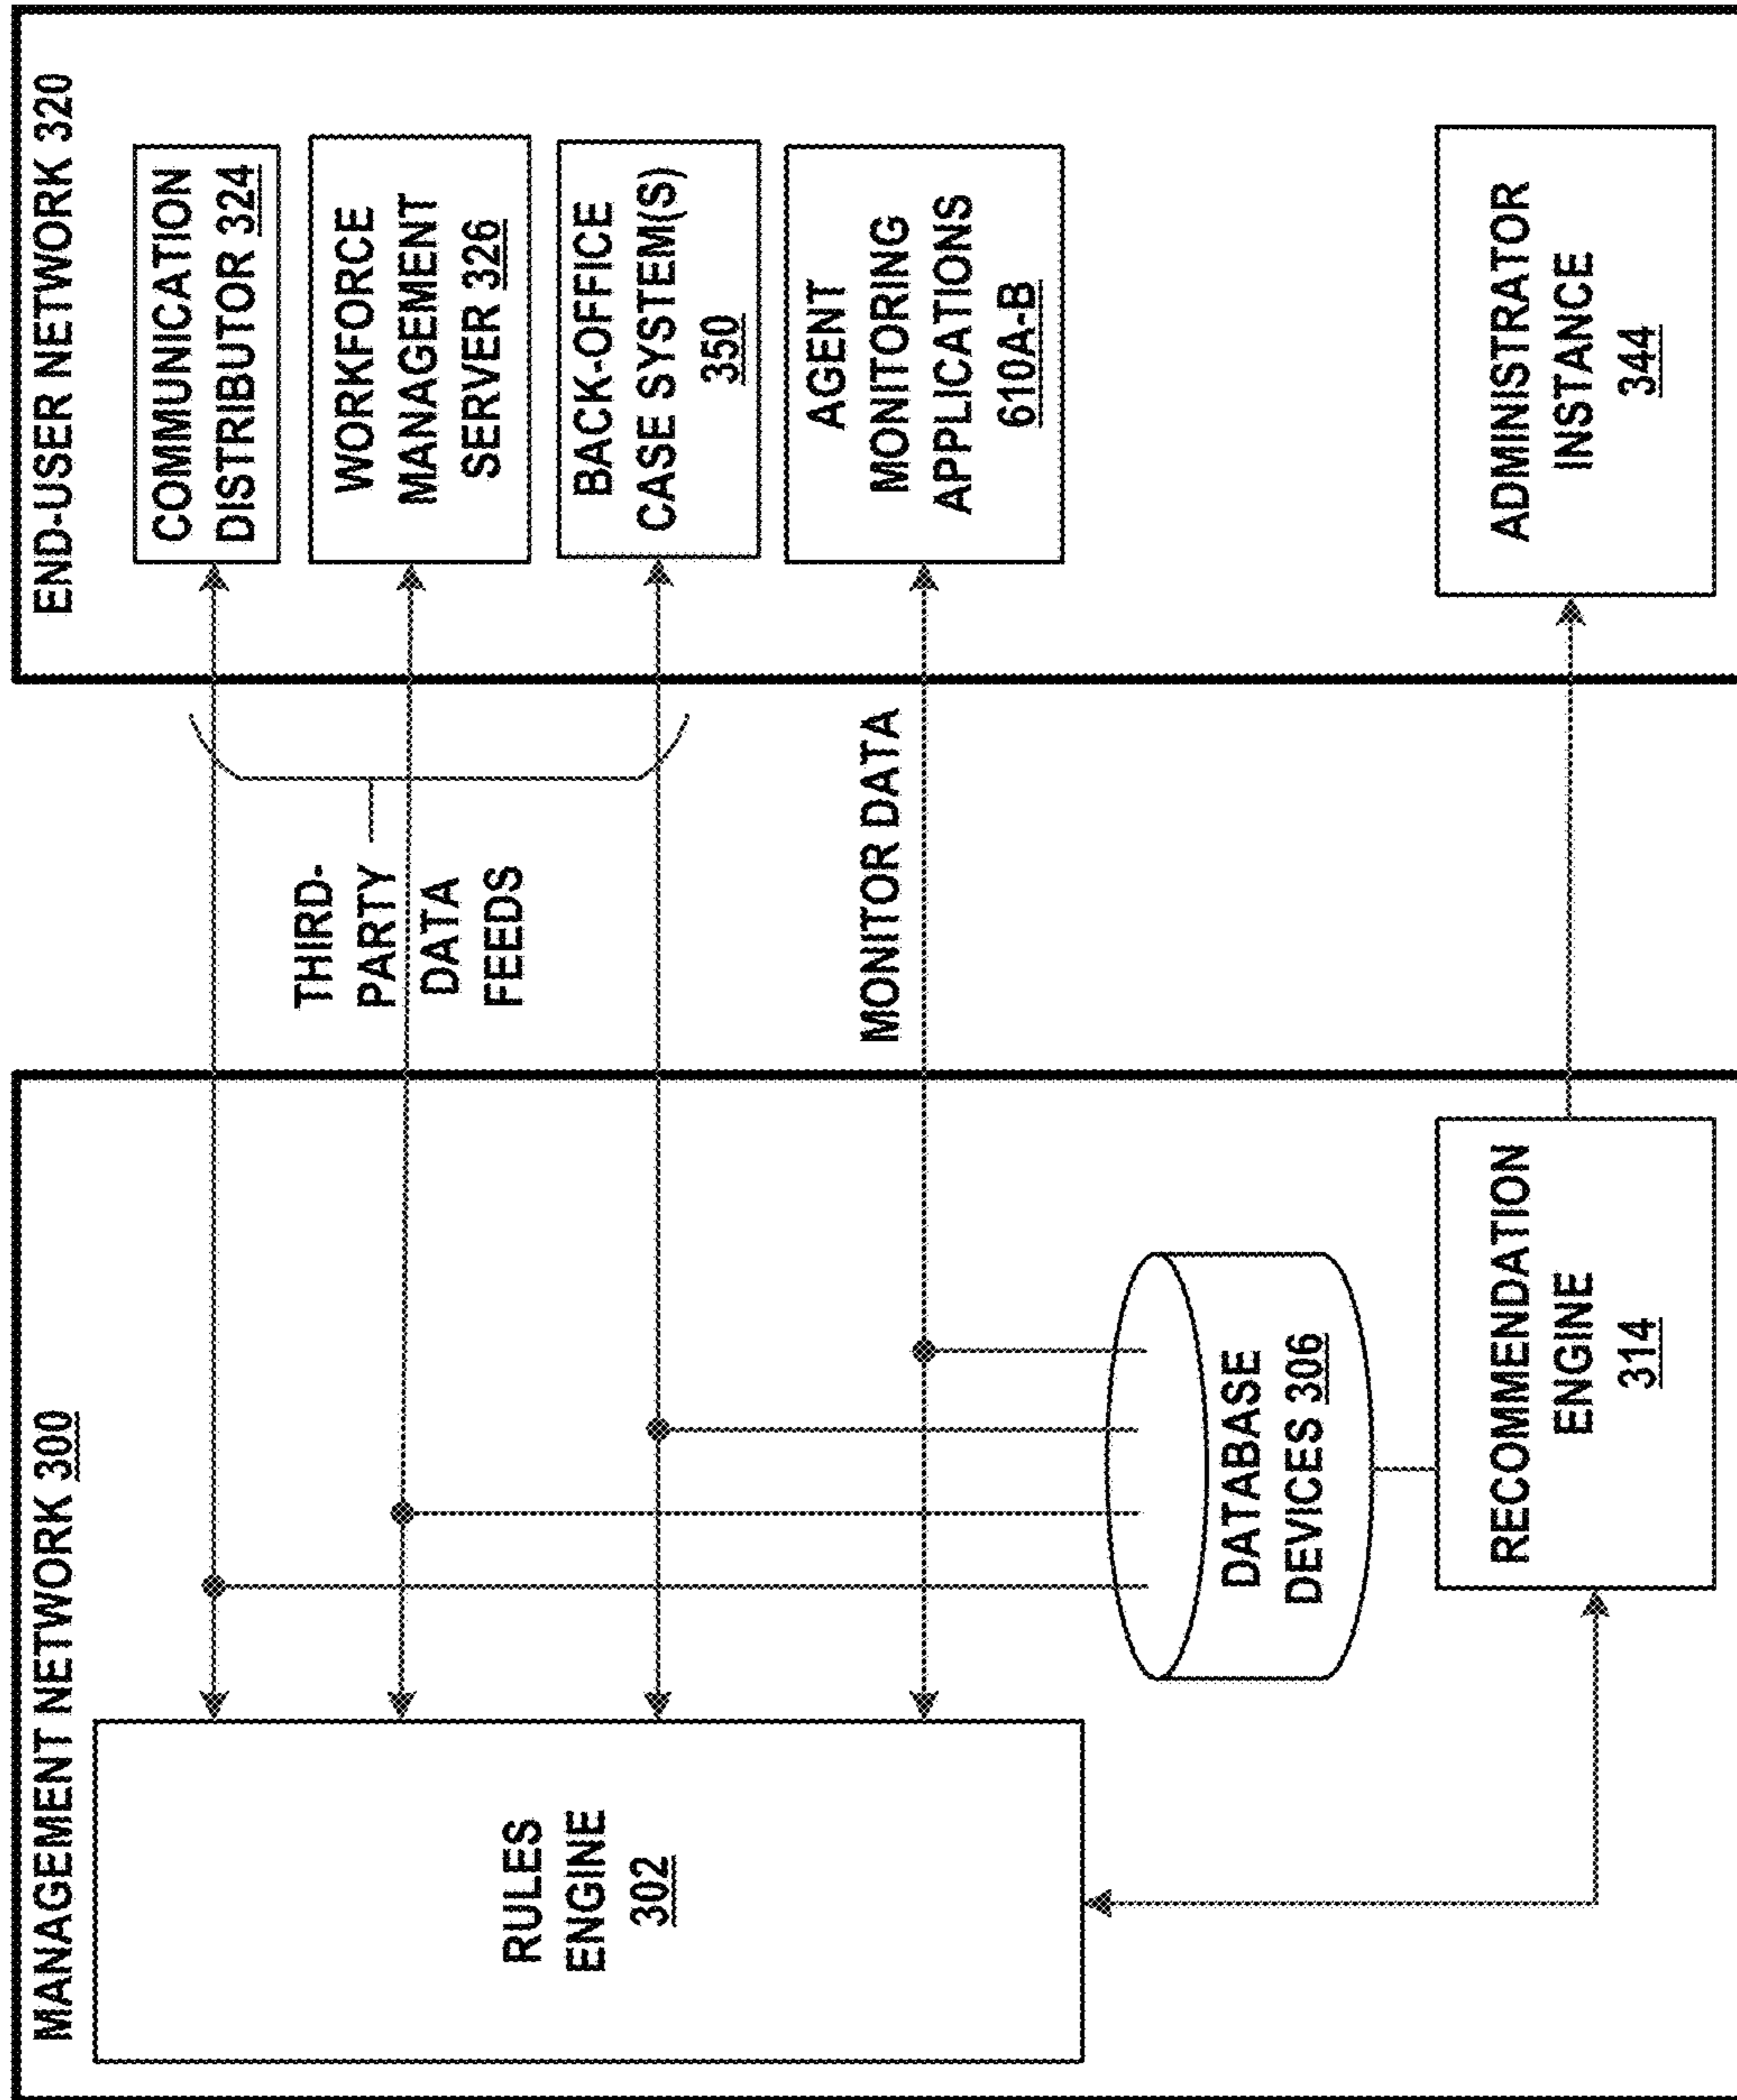 MANAGEMENT NETWORK 300
RULES
ENGINE
302
DATABASE
DEVICES 306
RECOMMENDATION
ENGINE
314
THIRD-
PARTY
DATA
FEEDS
MONITOR DATA
END-USER NETWORK 320
COMMUNICATION
DISTRIBUTOR 324
WORKFORCE
MANAGEMENT
SERVER 326
BACK-OFFICE
CASE SYSTEM(S)
350
AGENT
MONITORING
APPLICATIONS
610A-B
ADMINISTRATOR
INSTANCE
344